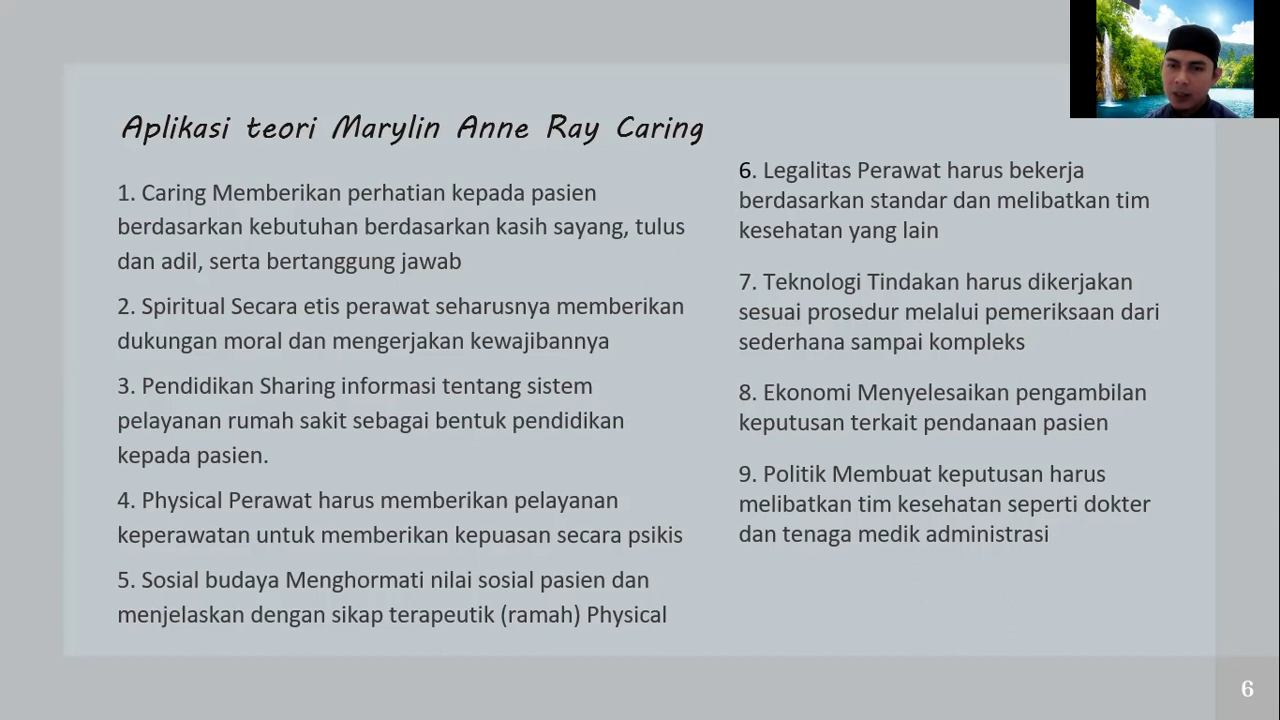 Aplikasi teori Marylin Anne Ray Caring
1. Caring Memberikan perhatian kepada pasien
berdasarkan kebutuhan berdasarkan kasih sayang, tulus
dan adil, serta bertanggung jawab
2. Spiritual Secara etis perawat seharusnya memberikan
dukungan moral dan mengerjakan kewajibannya
3. Pendidikan Sharing informasi tentang sistem
pelayanan rumah sakit sebagai bentuk pendidikan
kepada pasien.
4. Physical Perawat harus memberikan pelayanan
keperawatan untuk memberikan kepuasan secara psikis
5. Sosial budaya Menghormati nilai sosial pasien dan
menjelaskan dengan sikap terapeutik (ramah) Physical
6. Legalitas Perawat harus bekerja
berdasarkan standar dan melibatkan tim
kesehatan yang lain
7. Teknologi Tindakan harus dikerjakan
sesuai prosedur melalui pemeriksaan dari
sederhana sampai kompleks
8. Ekonomi Menyelesaikan pengambilan
keputusan terkait pendanaan pasien
9. Politik Membuat keputusan harus
melibatkan tim kesehatan seperti dokter
dan tenaga medik administrasi
6